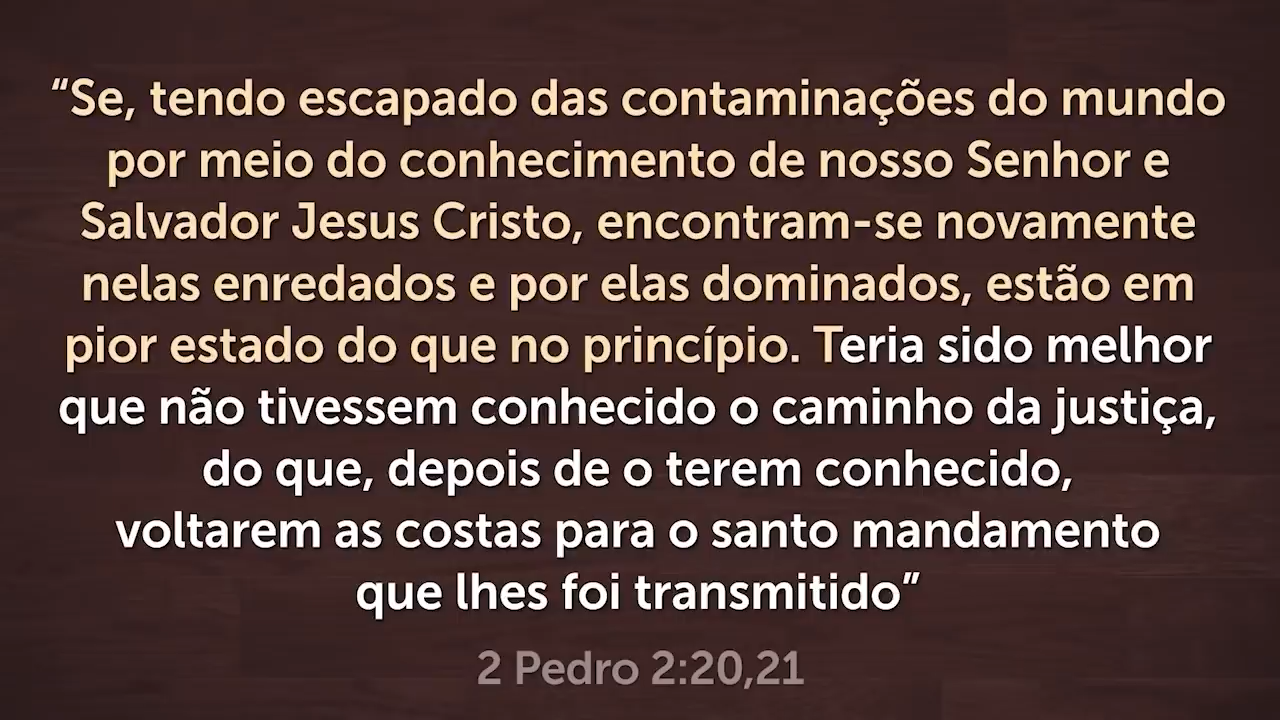 “Se, tendo escapado das contaminações do mundo
por meio do conhecimento de nosso Senhor e
Salvador Jesus Cristo, encontram-se novamente
nelas enredados e por elas dominados, estão em
pior estado do que no princípio. Teria sido melhor
que não tivessem conhecido o caminho da justiça,
do que, depois de o terem conhecido,
voltarem as costas para o santo mandamento
que lhes foi transmitido”
2 Pedro 2:20,21